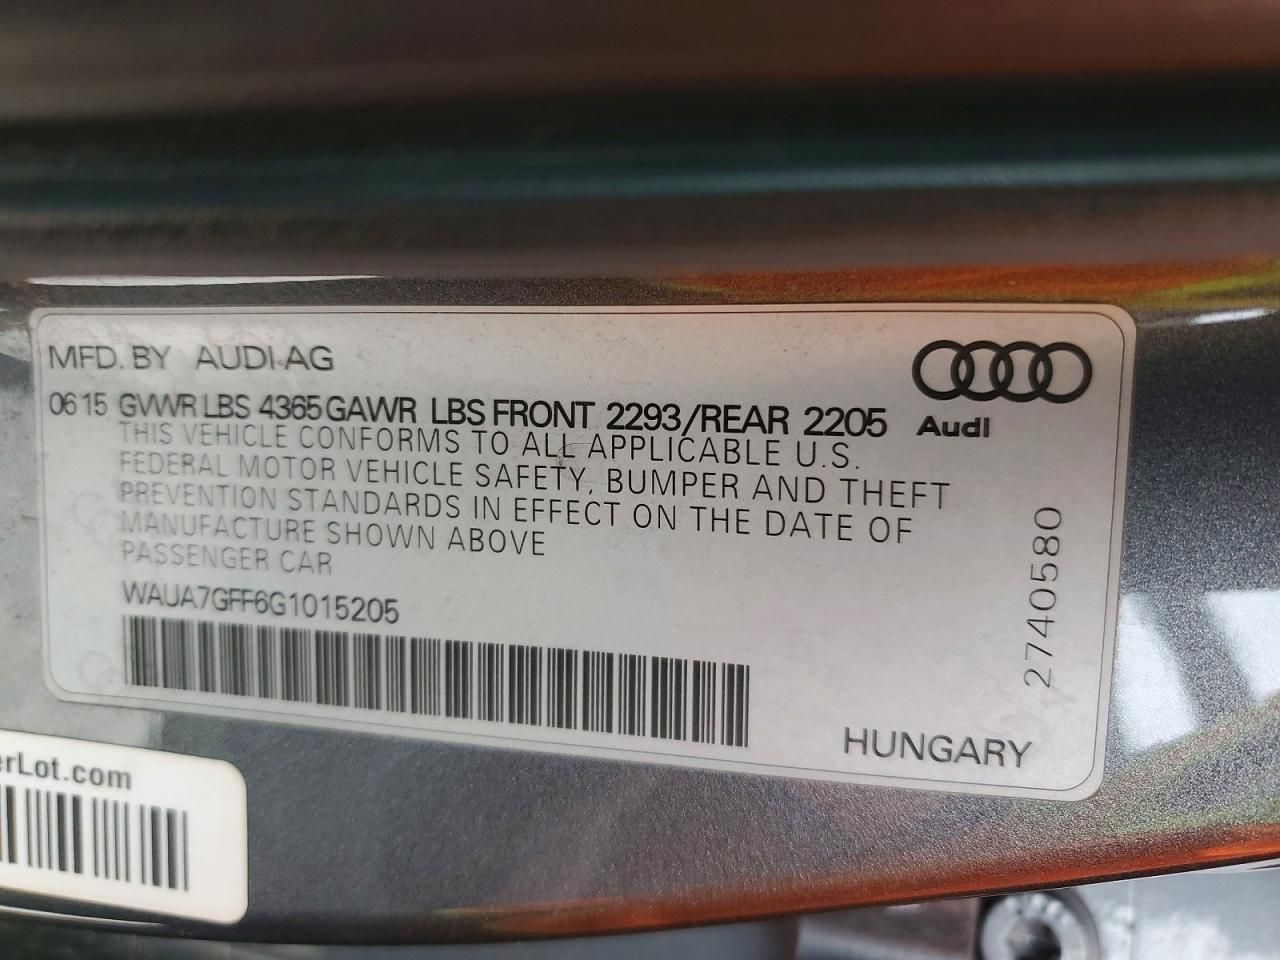 MFD. BY AUDI AG
06 15 GVWR LBS 4365 GAWR LBS FRONT 2293/REAR 2205
Audi
THIS VEHICLE CONFORMS TO ALL APPLICABLE U.S.
FEDERAL MOTOR VEHICLE SAFETY, BUMPER AND THEFT
PREVENTION STANDARDS IN EFFECT ON THE DATE OF
MANUFACTURE SHOWN ABOVE
PASSENGER CAR
WAUA7GFF6G1015205
2740580
HUNGARY
erLot.com